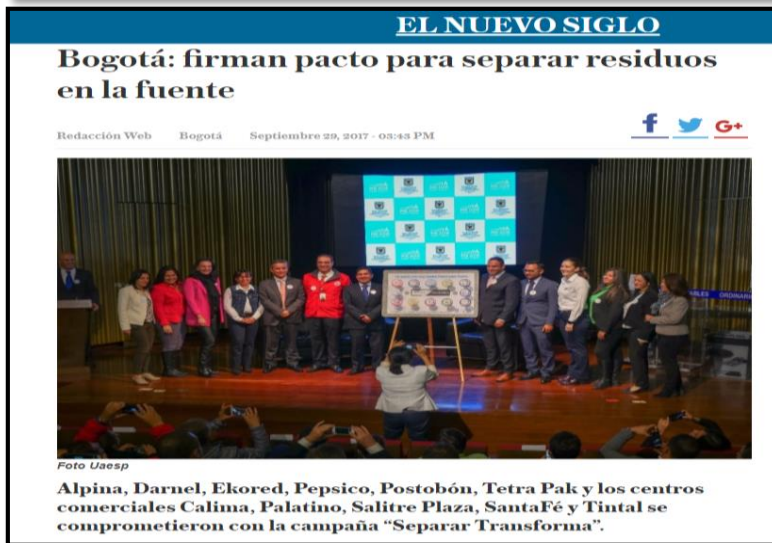 EL NUEVO SIGLO
Bogotá: firman pacto para separar residuos
en la fuente
Redacción Web Bogotá Septiembre 29, 2017 - 03:43 PM
f G+
ORDINARI
Foto Uaesp
Alpina, Darnel, Ekored, Pepsico, Postobón, Tetra Pak y los centros
comerciales Calima, Palatino, Salitre Plaza, SantaFé y Tintal se
comprometieron con la campaña “Separar Transforma”.